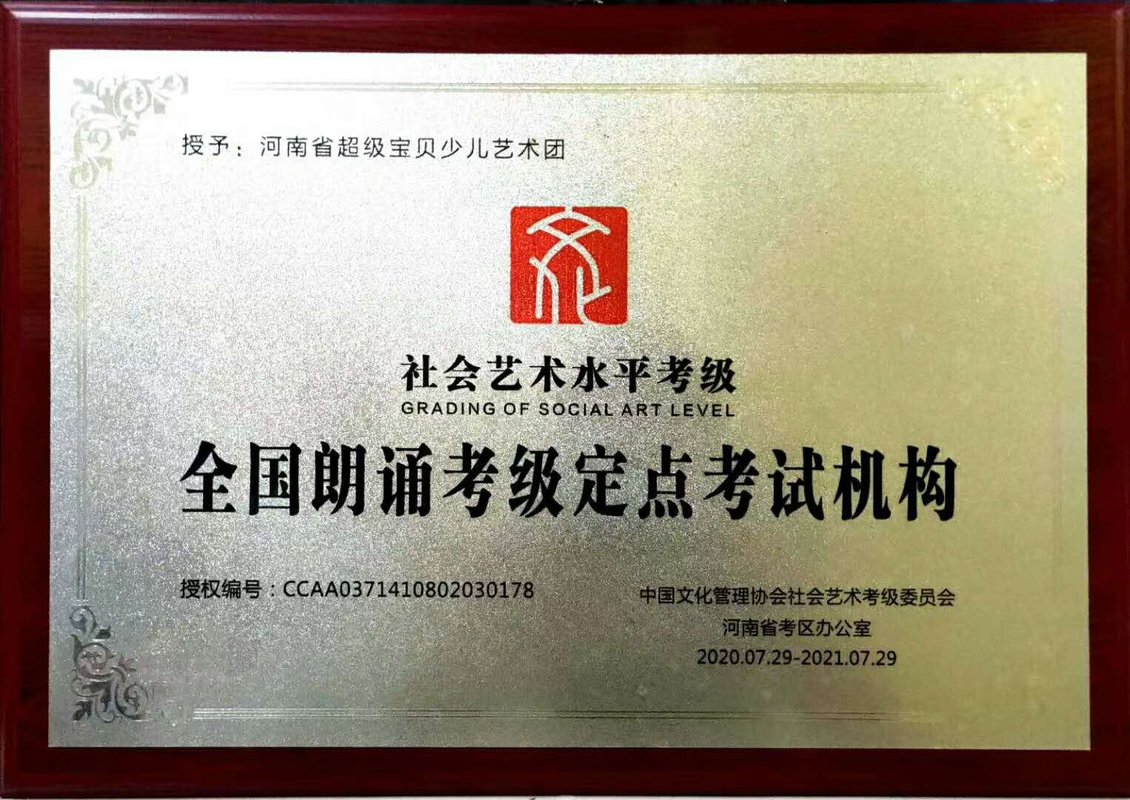 授予：河南省超级宝贝少儿艺术团
文化
社会艺术水平考级
GRADING OF SOCIAL ART LEVEL
全国朗诵考级定点考试机构
授权编号：CCAA0371410802030178
中国文化管理协会社会艺术考级委员会
河南省考区办公室
2020.07.29-2021.07.29